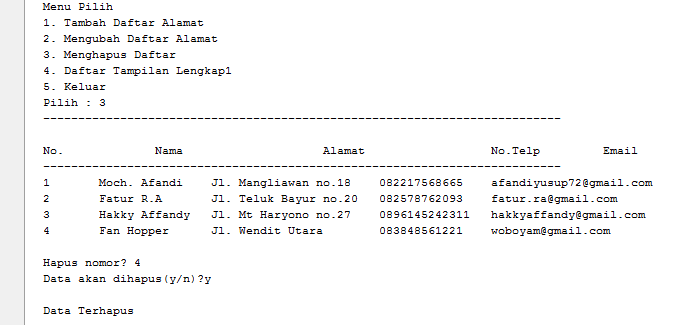 Menu Pilih
1. Tambah Daftar Alamat
2. Mengubah Daftar Alamat
3. Menghapus Daftar
4. Daftar Tampilan Lengkap1
5. Keluar
Pilih : 3
--------------------------------------------------------------------------
No. Nama Alamat No.Telp Email
--------------------------------------------------------------------------
1 Moch. Afandi Jl. Mangliawan no.18 082217568665 afandiyusup72@gmail.com
2 Fatur R.A Jl. Teluk Bayur no.20 082578762093 fatur.ra@gmail.com
3 Hakky Affandy Jl. Mt Haryono no.27 0896145242311 hakkyaffandy@gmail.com
4 Fan Hopper Jl. Wendit Utara 083848561221 woboyam@gmail.com
Hapus nomor? 4
Data akan dihapus(y/n)?y
Data Terhapus